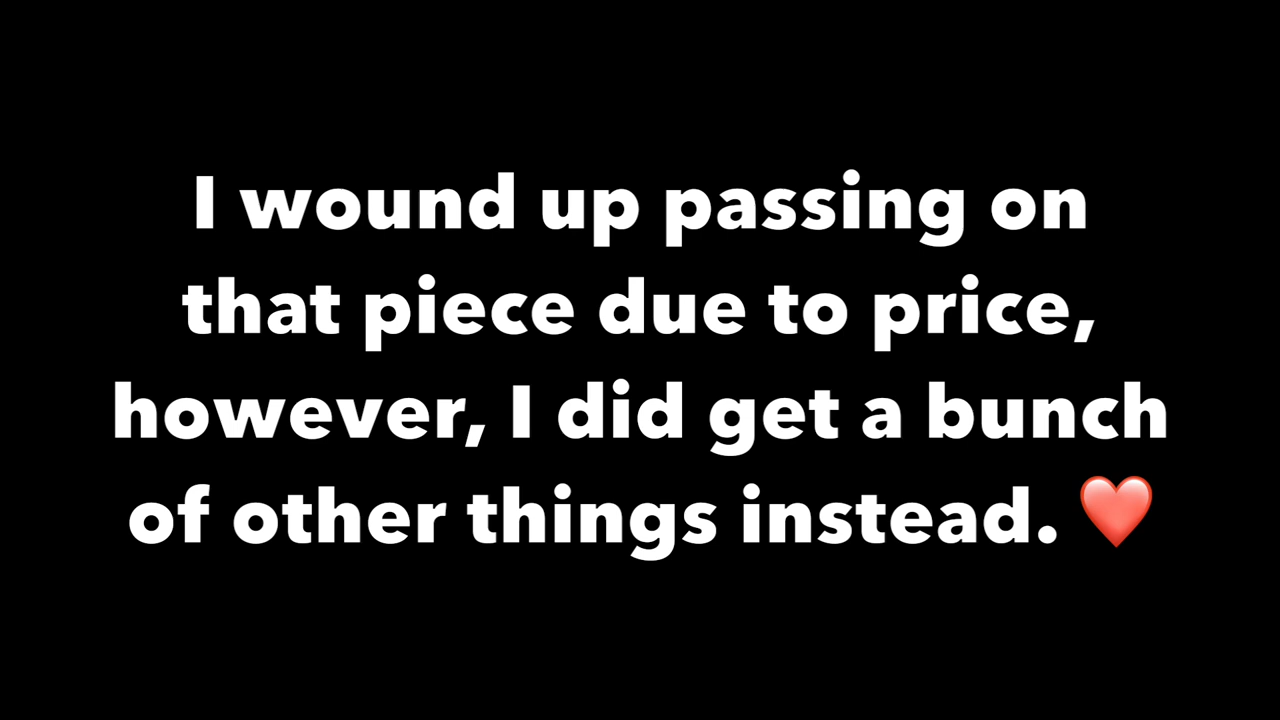 I wound up passing on
that piece due to price,
however, I did get a bunch
of other things instead. ❤️